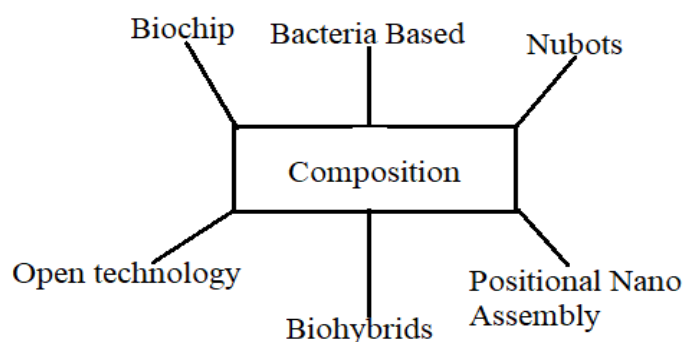 Biochip
Bacteria Based
Nubots
Composition
Open technology
Biohybrids
Positional Nano
Assembly